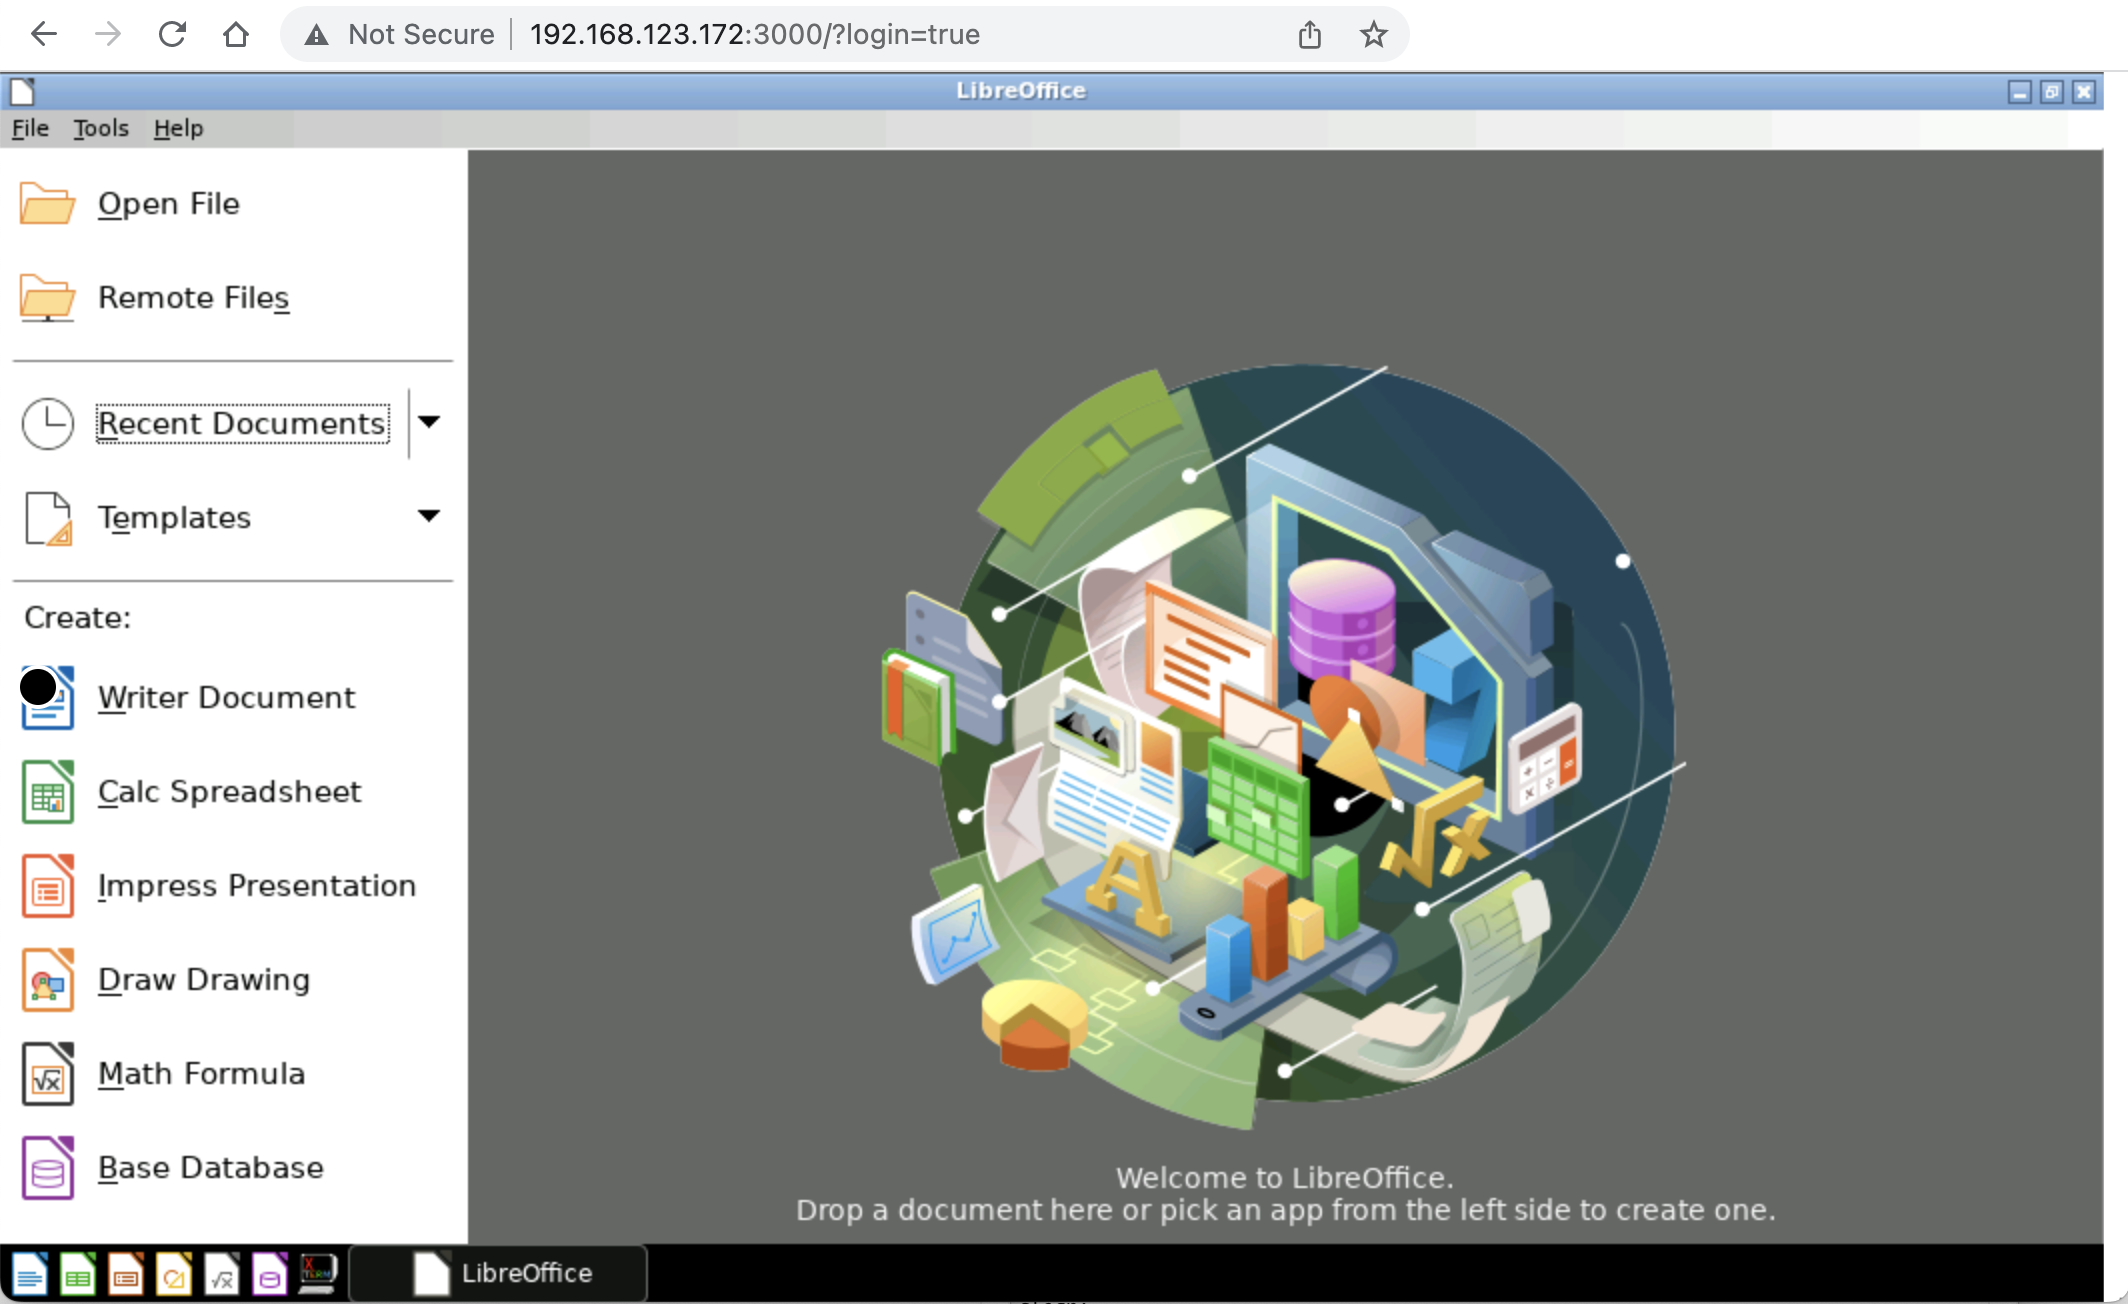 Not Secure
192.168.123.172:3000/?login=true
LibreOffice
File Tools Help
Open File
Remote Files
Recent Documents
Templates
Create:
Writer Document
Calc Spreadsheet
Impress Presentation
Draw Drawing
Math Formula
Base Database
A
√x
Welcome to LibreOffice.
Drop a document here or pick an app from the left side to create one.
X
TERM
LibreOffice